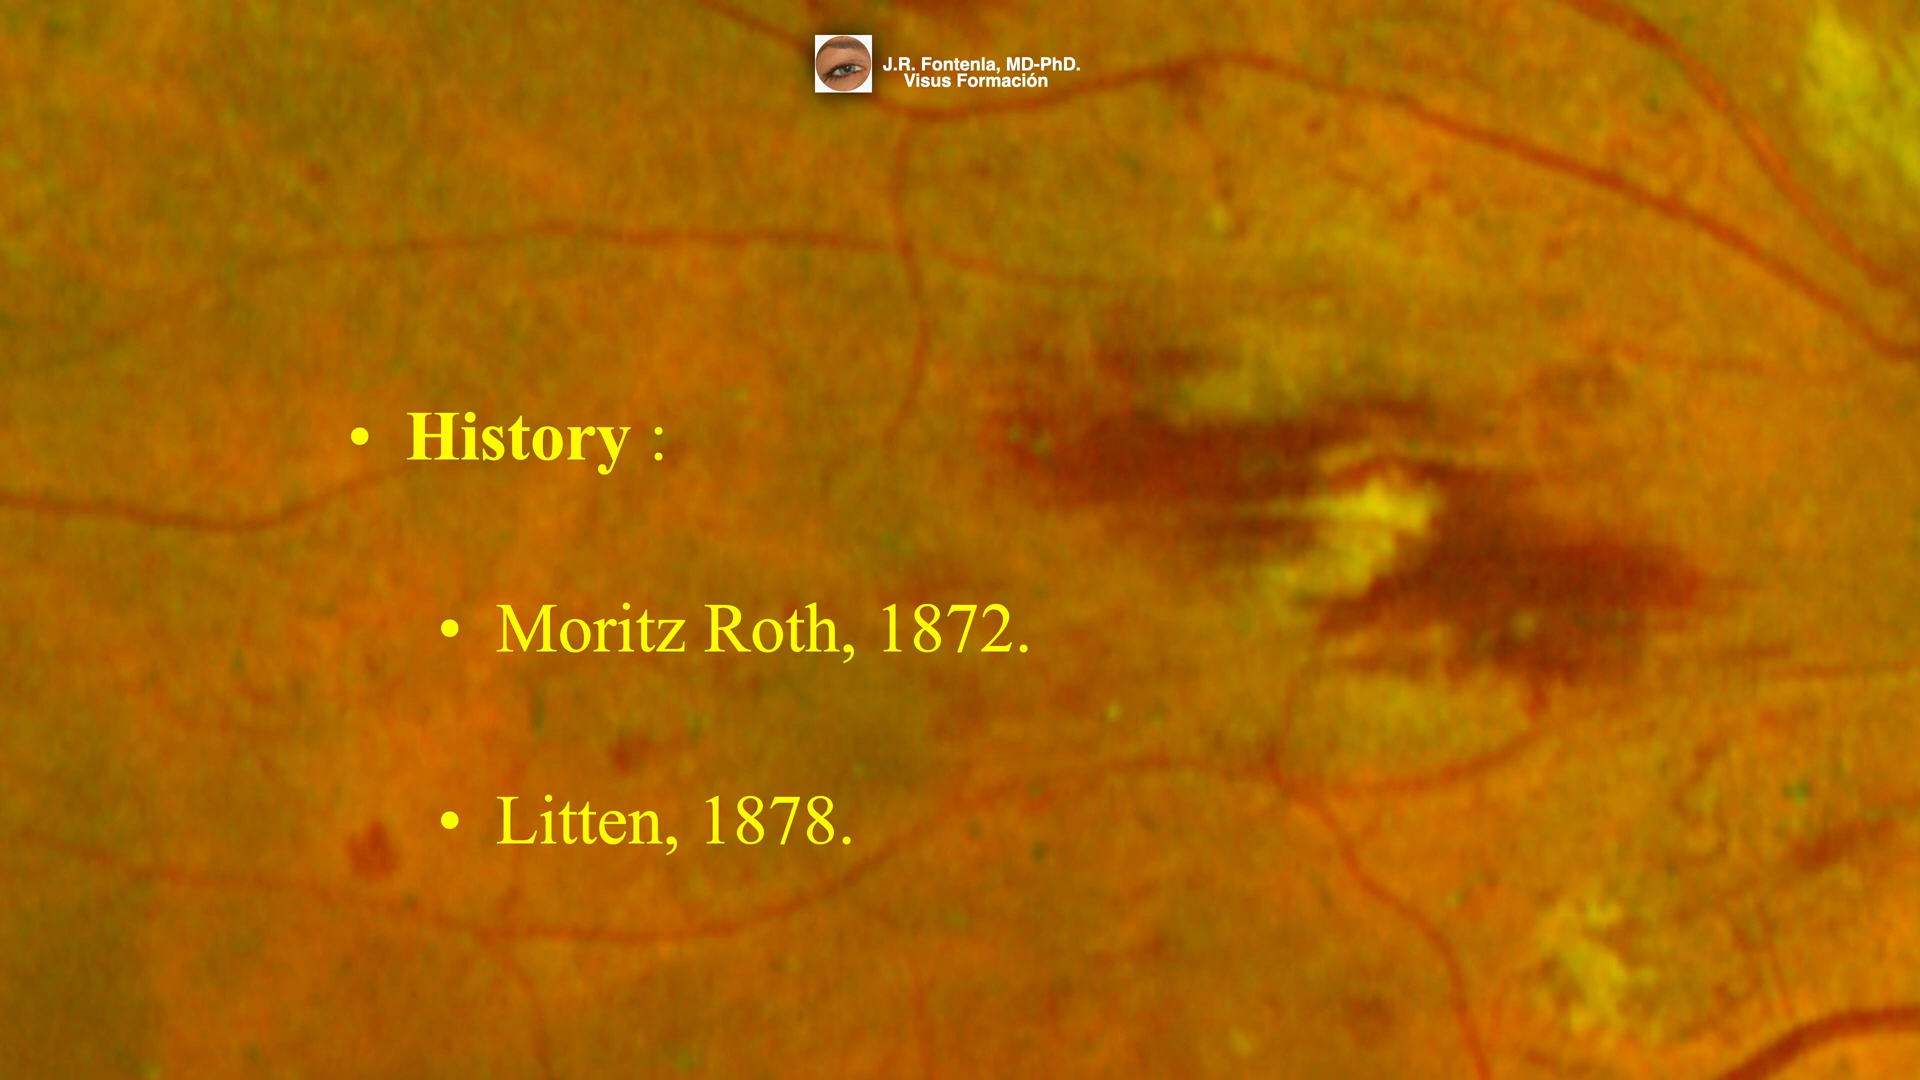 J.R. Fontenla, MD-PhD.
Visus Formación
• History :
• Moritz Roth, 1872.
• Litten, 1878.